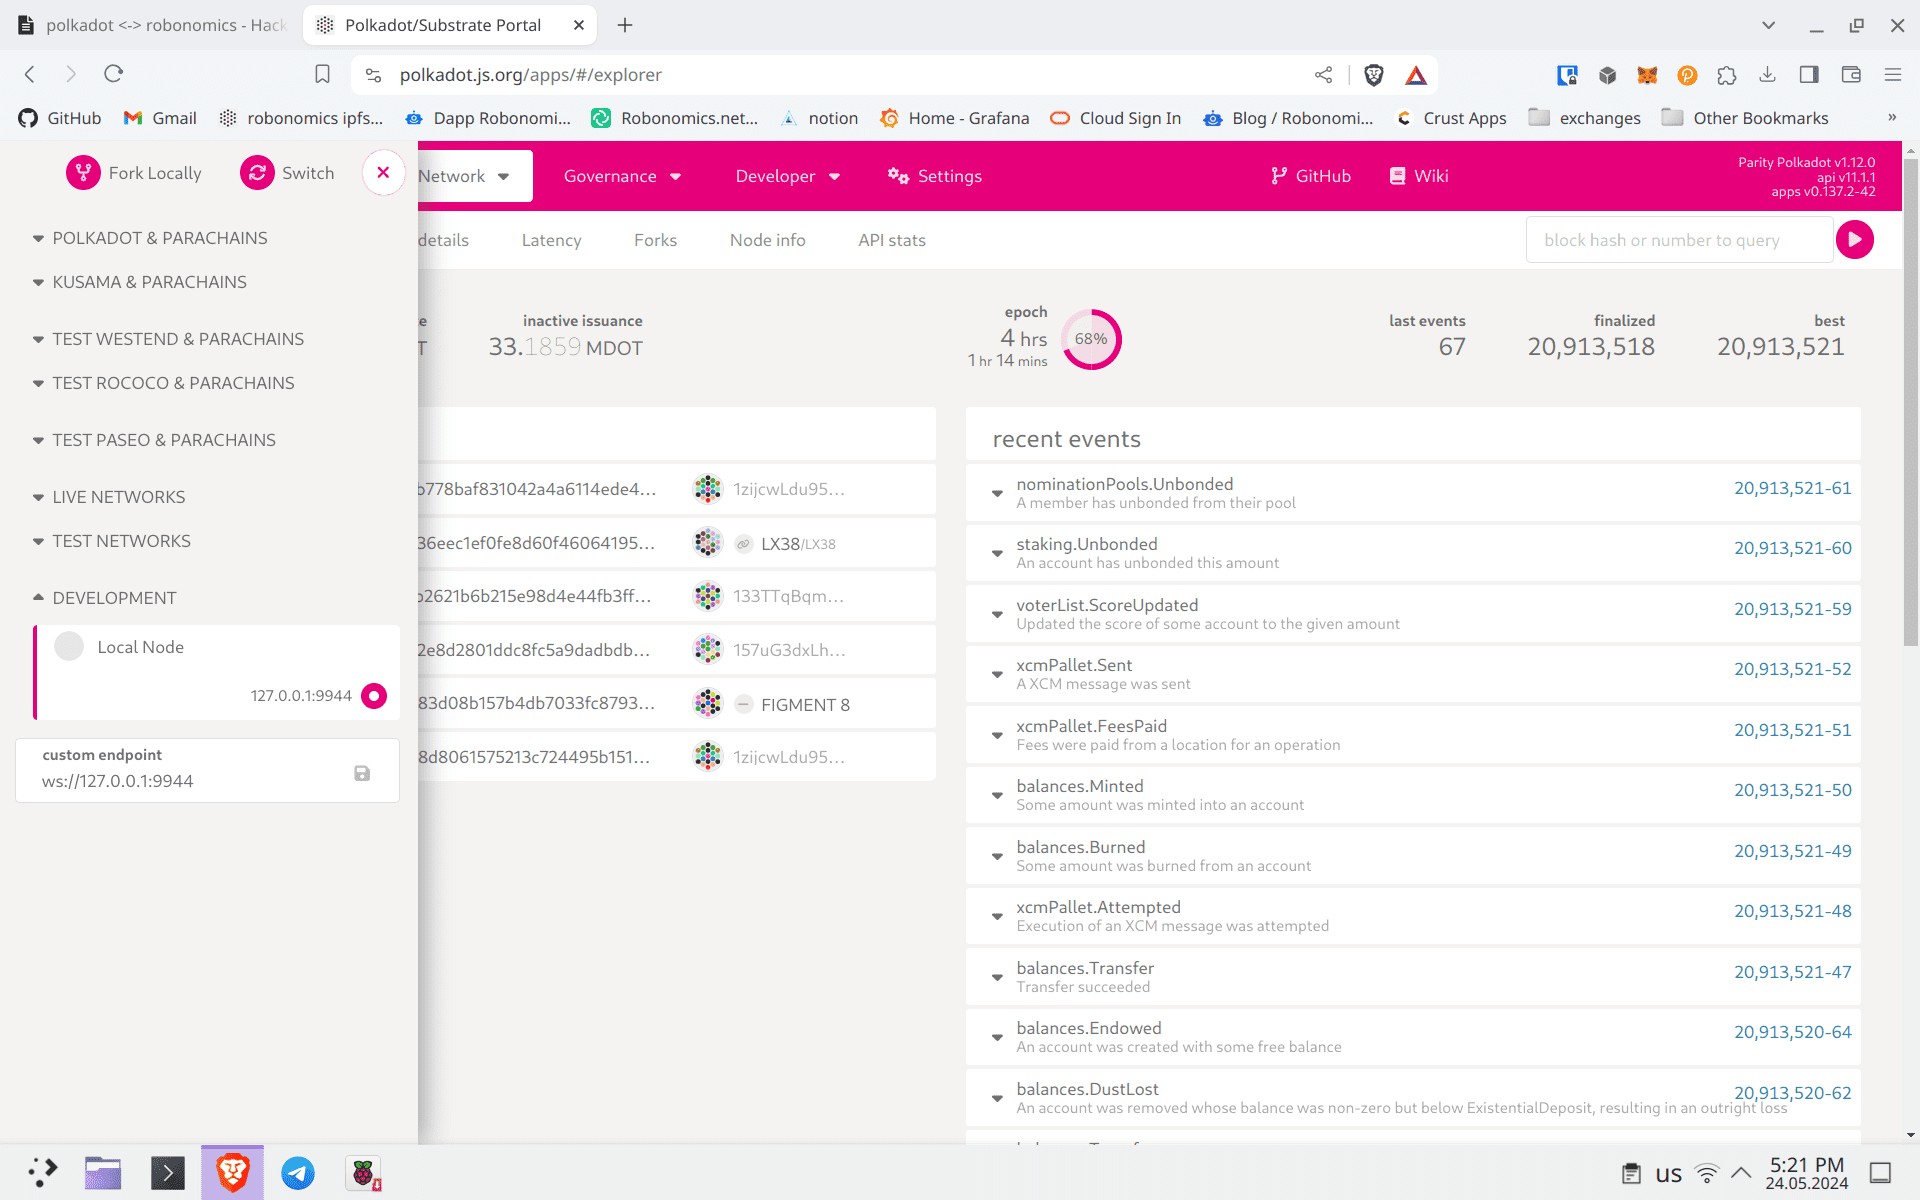 polkadot <-> robonomics - Hack
Polkadot/Substrate Portal
polkadot.js.org/apps/#/explorer
GitHub
Gmail
robonomics ipfs...
Dapp Robonomi...
Robonomics.net...
notion
Home - Grafana
Cloud Sign In
Blog / Robonomi...
Crust Apps
exchanges
Other Bookmarks
»
Fork Locally
Switch
POLKADOT & PARACHAINS
KUSAMA & PARACHAINS
TEST WESTEND & PARACHAINS
TEST ROCOCO & PARACHAINS
TEST PASEO & PARACHAINS
LIVE NETWORKS
TEST NETWORKS
DEVELOPMENT
Local Node
127.0.0.1:9944
custom endpoint
ws://127.0.0.1:9944
Network
Governance
Developer
Settings
GitHub
Wiki
Parity Polkadot v1.12.0
api v11.1.1
apps v0.137.2-42
details
Latency
Forks
Node info
API stats
block hash or number to query
e
T
inactive issuance
33.1859 MDOT
epoch
4 hrs
1 hr 14 mins
68%
last events
67
finalized
20,913,518
best
20,913,521
b778baf831042a4a6114ede4...
1zijcwLdu95...
36eec1ef0fe8d60f46064195...
LX38/LX38
b2621b6b215e98d4e44fb3ff...
133TTqBqm...
2e8d2801ddc8fc5a9dadbdb...
157uG3dxLh...
83d08b157b4db7033fc8793...
FIGMENT 8
8d8061575213c724495b151...
1zijcwLdu95...
recent events
nominationPools.Unbonded
A member has unbonded from their pool
20,913,521-61
staking.Unbonded
An account has unbonded this amount
20,913,521-60
voterList.ScoreUpdated
Updated the score of some account to the given amount
20,913,521-59
xcmPallet.Sent
A XCM message was sent
20,913,521-52
xcmPallet.FeesPaid
Fees were paid from a location for an operation
20,913,521-51
balances.Minted
Some amount was minted into an account
20,913,521-50
balances.Burned
Some amount was burned from an account
20,913,521-49
xcmPallet.Attempted
Execution of an XCM message was attempted
20,913,521-48
balances.Transfer
Transfer succeeded
20,913,521-47
balances.Endowed
An account was created with some free balance
20,913,520-64
balances.DustLost
An account was removed whose balance was non-zero but below ExistentialDeposit, resulting in an outright loss
20,913,520-62
us
5:21 PM
24.05.2024